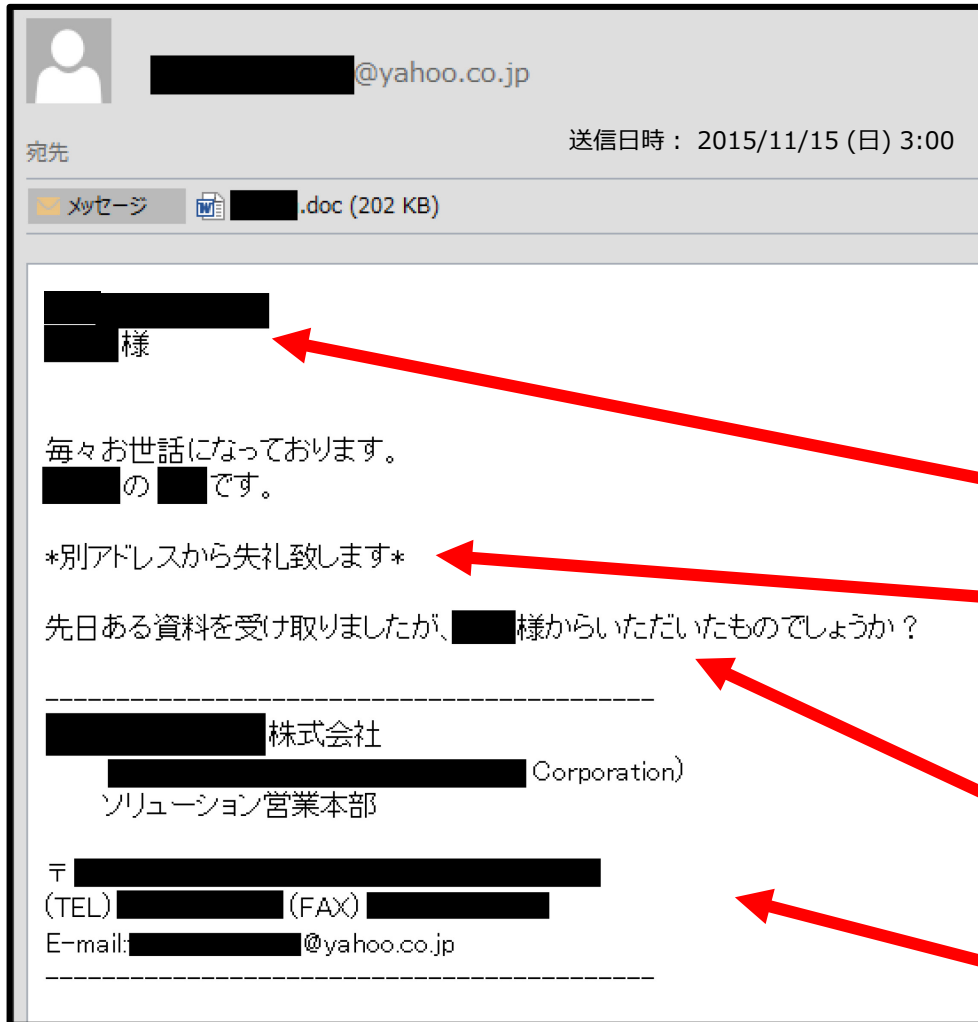 @yahoo.co.jp
送信日時： 2015/11/15 (日) 3:00
宛先
メッセージ .doc (202 KB)
様
毎々お世話になっております。
の です。
*別アドレスから失礼致します*
先日ある資料を受け取りましたが、 様からいただいたものでしょうか？
-------------------------------------------
株式会社
Corporation)
ソリューション営業本部
〒
(TEL) (FAX)
E-mail: @yahoo.co.jp
-------------------------------------------